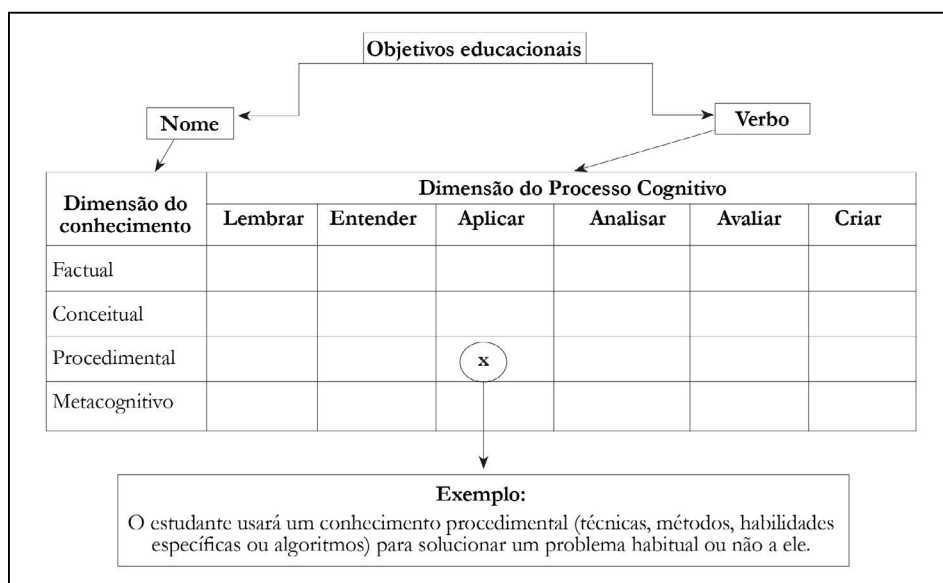 Objetivos educacionais
Nome
Verbo
Dimensão do
conhecimento
Dimensão do Processo Cognitivo
Lembrar Entender Aplicar Analisar Avaliar Criar
Factual
Conceitual
Procedimental x
Metacognitivo
Exemplo:
O estudante usará um conhecimento procedimental (técnicas, métodos, habilidades
específicas ou algoritmos) para solucionar um problema habitual ou não a ele.